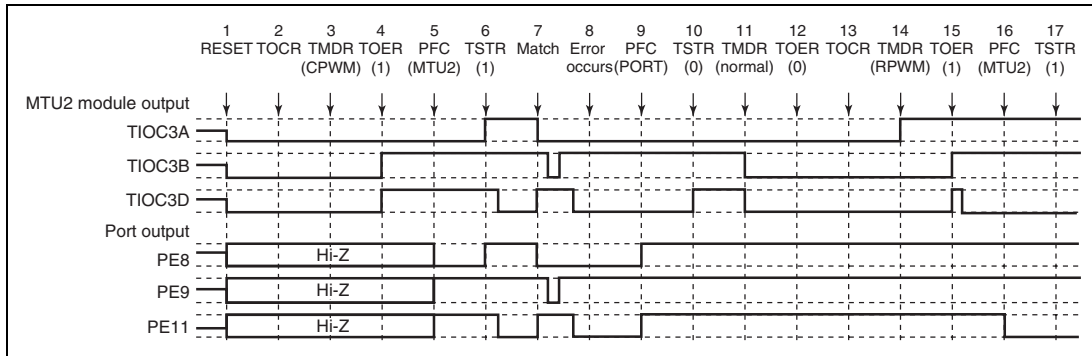 1 2 3 4 5 6 7 8 9 10 11 12 13 14 15 16 17
RESET TOCR TMDR TOER PFC TSTR Match Error PFC TSTR TMDR TOER TOCR TMDR TOER PFC TSTR
(CPWM) (1) (MTU2) (1) occurs (PORT) (0) (normal) (0) (RPWM) (1) (MTU2) (1)
MTU2 module output
TIOC3A
TIOC3B
TIOC3D
Port output
PE8 Hi-Z
PE9 Hi-Z
PE11 Hi-Z